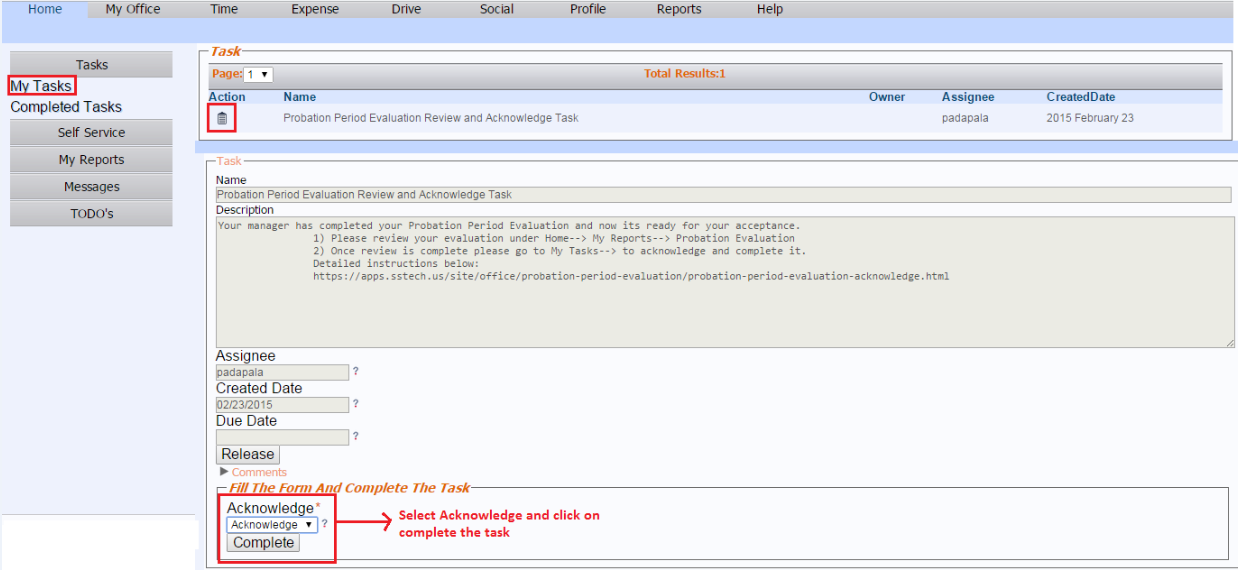 Home My Office Time Expense Drive Social Profile Reports Help
Tasks
My Tasks
Completed Tasks
Self Service
My Reports
Messages
TODO's
Task
Page: 1 Total Results:1
Action Name Owner Assignee CreatedDate
Probation Period Evaluation Review and Acknowledge Task padapala 2015 February 23
Task
Name
Probation Period Evaluation Review and Acknowledge Task
Description
Your manager has completed your Probation Period Evaluation and now its ready for your acceptance.
1) Please review your evaluation under Home--> My Reports--> Probation Evaluation
2) Once review is complete please go to My Tasks--> to acknowledge and complete it.
Detailed instructions below:
https://apps.sstech.us/site/office/probation-period-evaluation/probation-period-evaluation-acknowledge.html
Assignee
padapala ?
Created Date
02/23/2015 ?
Due Date
?
Release
Comments
Fill The Form And Complete The Task
Acknowledge*
Acknowledge ?
Complete
Select Acknowledge and click on
complete the task